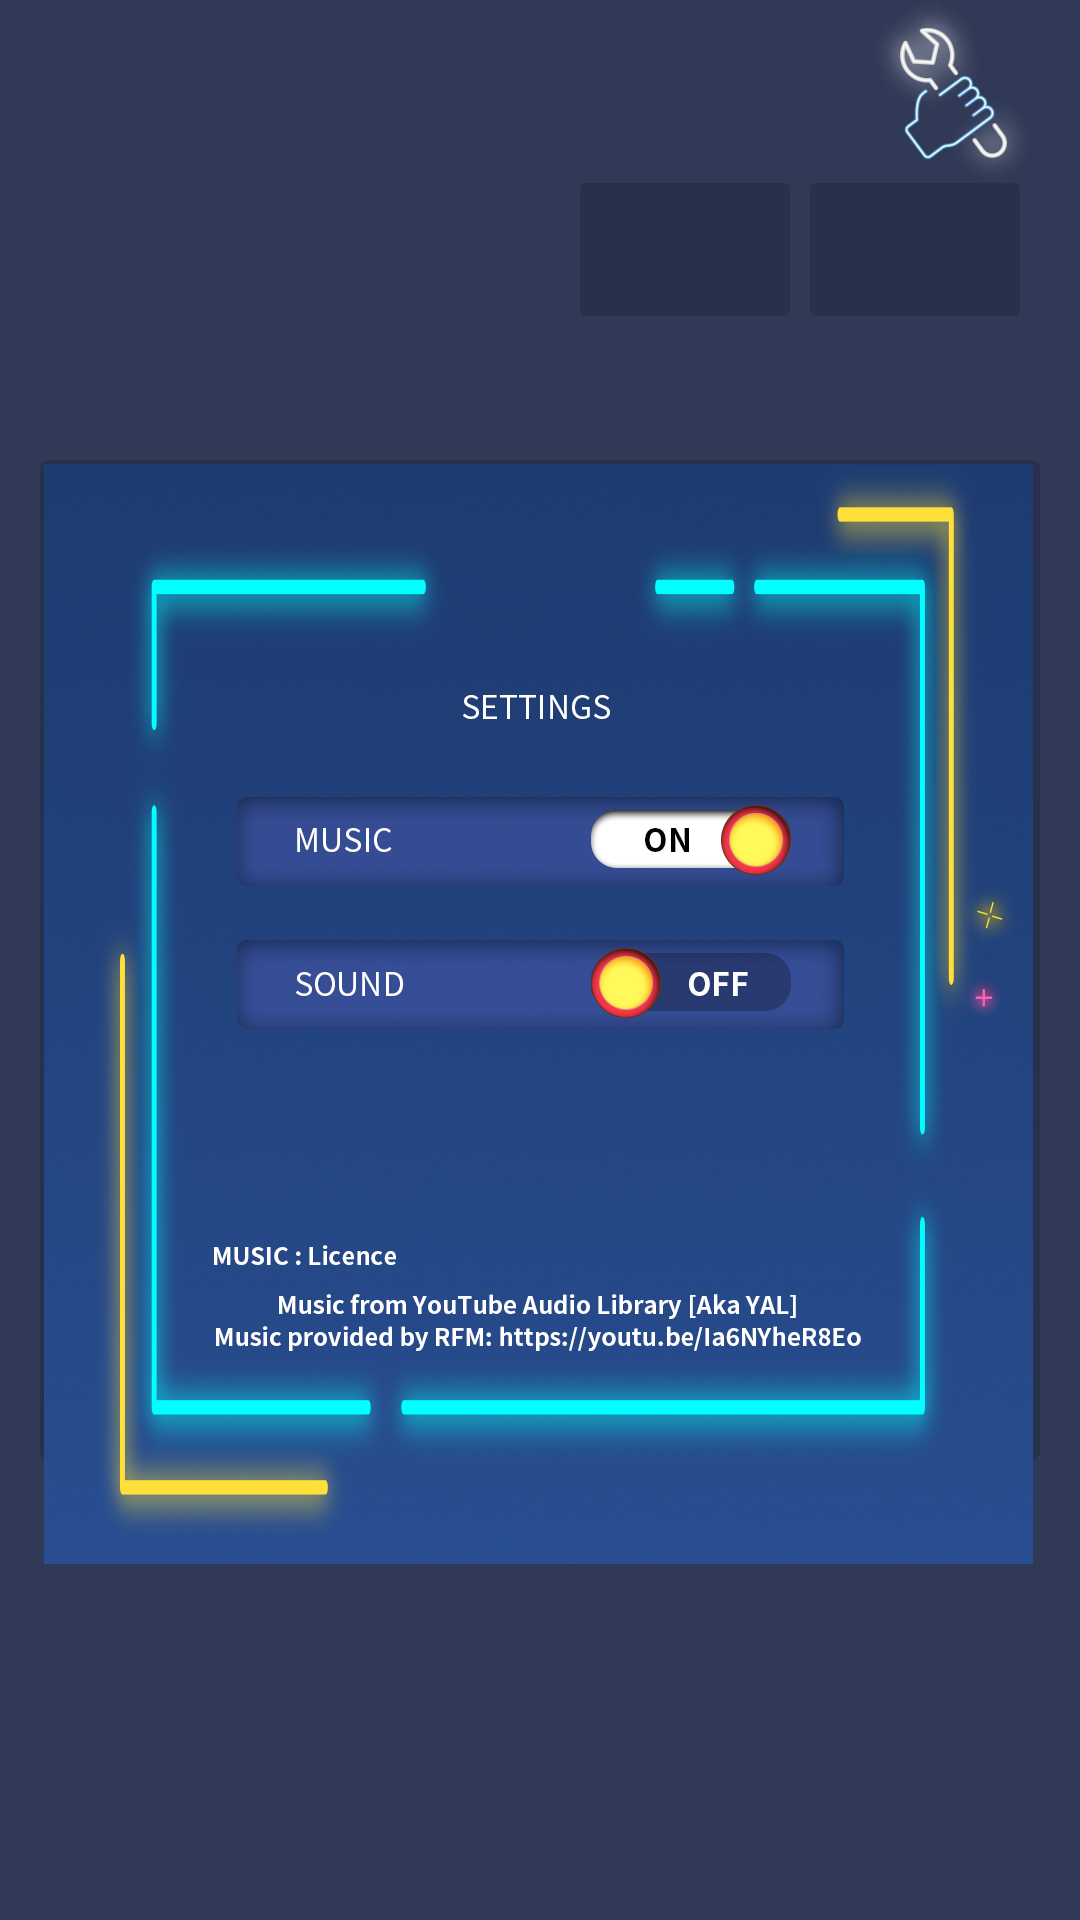 SETTINGS
MUSIC ON
SOUND OFF
MUSIC : Licence
Music from YouTube Audio Library [Aka YAL]
Music provided by RFM: https://youtu.be/Ia6NYheR8Eo